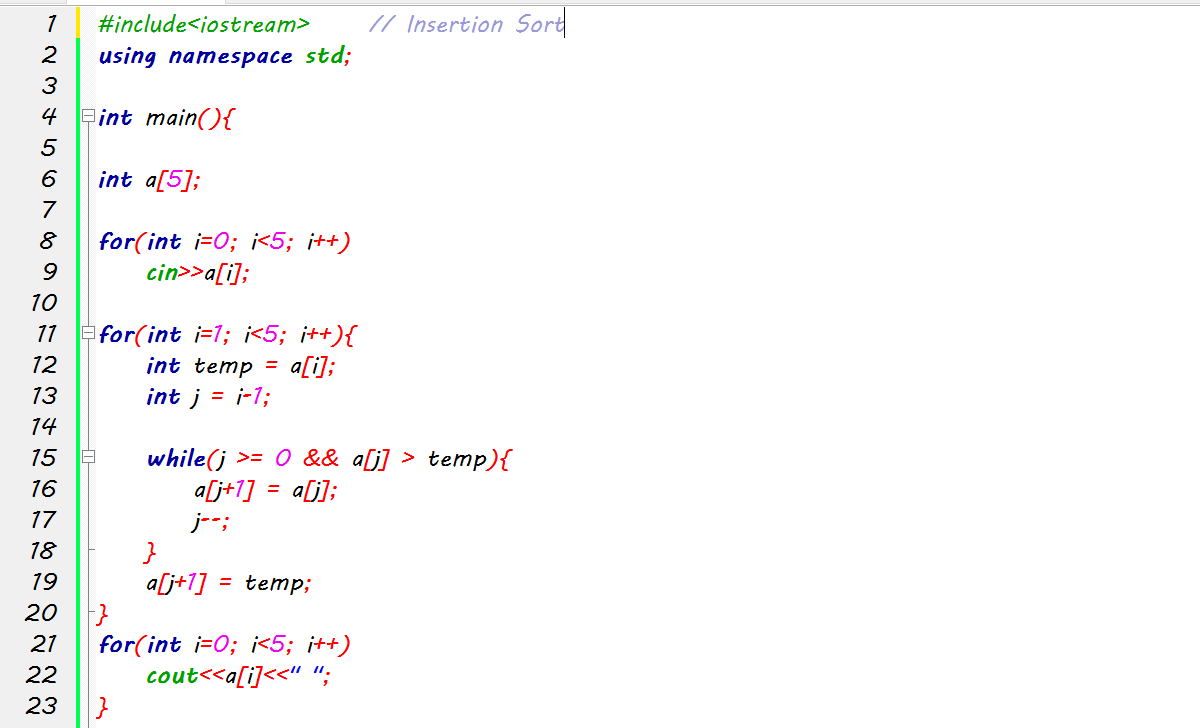 1 #include<iostream>     // Insertion Sort
2 using namespace std;
3
4 int main(){
5
6 int a[5];
7
8 for(int i=0; i<5; i++)
9     cin>>a[i];
10
11 for(int i=1; i<5; i++){
12     int temp = a[i];
13     int j = i-1;
14
15     while(j >= 0 && a[j] > temp){
16         a[j+1] = a[j];
17         j--;
18     }
19     a[j+1] = temp;
20 }
21 for(int i=0; i<5; i++)
22     cout<<a[i]<<" ";
23 }